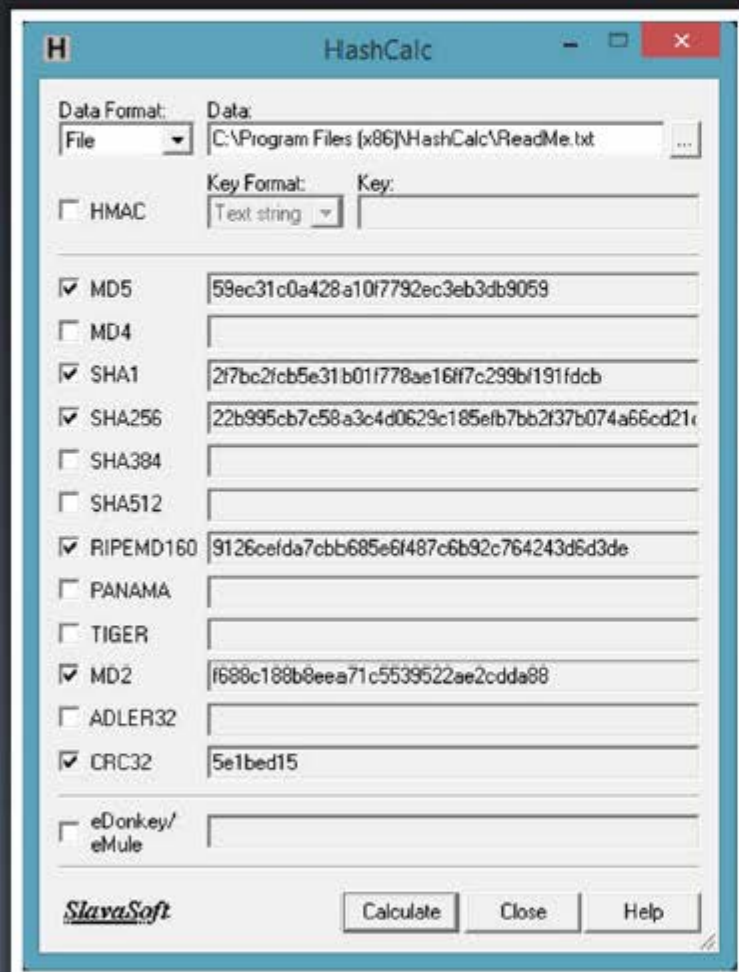 H HashCalc
Data Format: Data:
File C:\Program Files (x86)\HashCalc\ReadMe.txt ...
Key Format: Key:
HMAC Text string
MD5 59ec31c0a428a10f7792ec3eb3db9059
MD4
SHA1 2f7bc2fcb5e31b01f778ae16ff7c299bf191fdcb
SHA256 22b995cb7c58a3c4d0629c185efb7bb2f37b074a66cd21
SHA384
SHA512
RIPEMD160 9126cefda7cbb685e6f487c6b92c764243d6d3de
PANAMA
TIGER
MD2 f688c188b8eea71c5539522ae2cdda88
ADLER32
CRC32 5e1bed15
eDonkey/
eMule
SlavaSoft Calculate Close Help